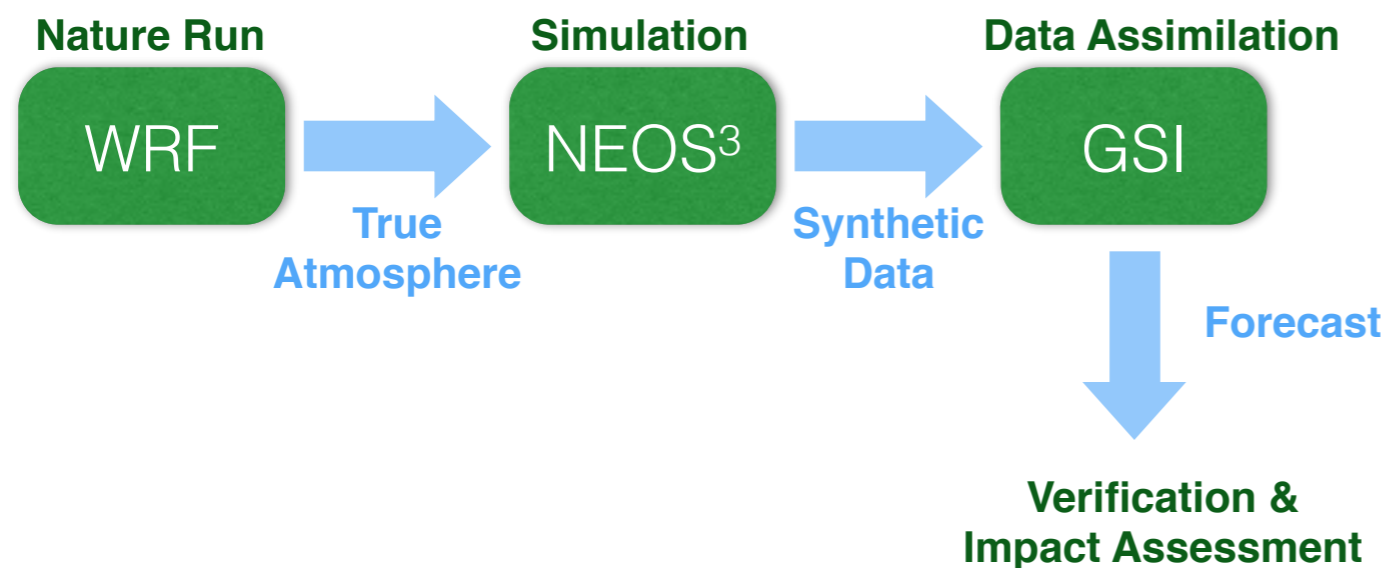 Nature Run
Simulation
Data Assimilation
WRF
NEOS³
GSI
True
Atmosphere
Synthetic
Data
Forecast
Verification &
Impact Assessment